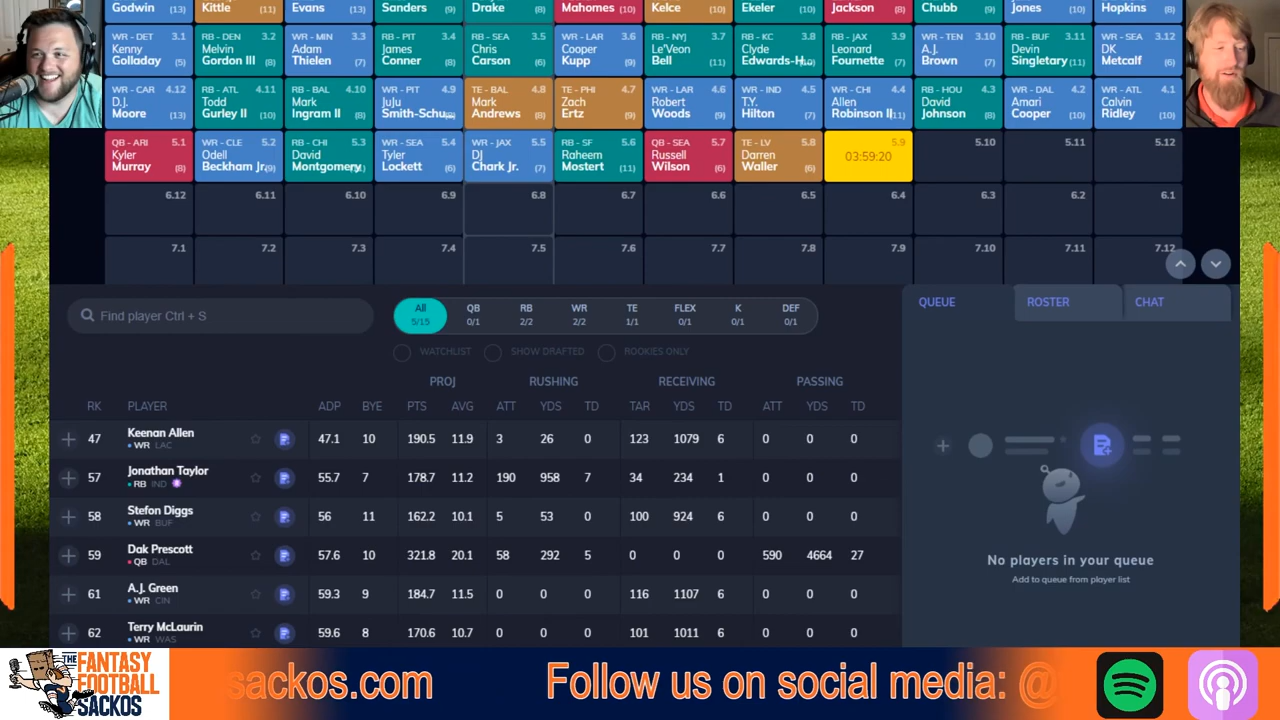 Godwin (13) Kittle (11) Evans (13) Sanders (9) Drake (8) Mahomes (10) Kelce (10) Ekeler (10) Jackson (8) Chubb (9) Jones (10) Hopkins (8)
WR - DET 3.1 RB - DEN 3.2 WR - MIN 3.3 RB - PIT 3.4 RB - SEA 3.5 WR - LAR 3.6 RB - NYJ 3.7 RB - KC 3.8 RB - JAX 3.9 WR - TEN 3.10 RB - BUF 3.11 WR - SEA 3.12
Kenny Melvin Adam James Chris Cooper Le'Veon Clyde Leonard A.J. Devin DK
Golladay (5) Gordon III (8) Thielen (7) Conner (8) Carson (6) Kupp (9) Bell (11) Edwards-H... Fournette (7) Brown (7) Singletary (11) Metcalf (6)
WR - CAR 4.12 RB - ATL 4.11 RB - BAL 4.10 WR - PIT 4.9 TE - BAL 4.8 TE - PHI 4.7 WR - LAR 4.6 WR - IND 4.5 WR - CHI 4.4 RB - HOU 4.3 WR - DAL 4.2 WR - ATL 4.1
D.J. Todd Mark JuJu Mark Zach Robert T.Y. Allen David Amari Calvin
Moore (13) Gurley II (10) Ingram II (8) Smith-Schu... Andrews (8) Ertz (9) Woods (9) Hilton (7) Robinson II (11) Johnson (8) Cooper (10) Ridley (10)
QB - ARI 5.1 WR - CLE 5.2 RB - CHI 5.3 WR - SEA 5.4 WR - JAX 5.5 RB - SF 5.6 QB - SEA 5.7 TE - LV 5.8 5.9 5.10 5.11 5.12
Kyler Odell David Tyler DJ Raheem Russell Darren 03:59:20
Murray (8) Beckham Jr. (9) Montgomery Lockett (6) Chark Jr. (7) Mostert (11) Wilson (6) Waller (6)
6.12 6.11 6.10 6.9 6.8 6.7 6.6 6.5 6.4 6.3 6.2 6.1
7.1 7.2 7.3 7.4 7.5 7.6 7.7 7.8 7.9 7.10 7.11 7.12
Find player Ctrl + S
All QB RB WR TE FLEX K DEF
5/15 0/1 2/2 2/2 1/1 0/1 0/1 0/1
WATCHLIST SHOW DRAFTED ROOKIES ONLY
QUEUE ROSTER CHAT
PROJ RUSHING RECEIVING PASSING
RK PLAYER ADP BYE PTS AVG ATT YDS TD TAR YDS TD ATT YDS TD
47 Keenan Allen 47.1 10 190.5 11.9 3 26 0 123 1079 6 0 0 0
WR LAC
57 Jonathan Taylor 55.7 7 178.7 11.2 190 958 7 34 234 1 0 0 0
RB IND
58 Stefon Diggs 56 11 162.2 10.1 5 53 0 100 924 6 0 0 0
WR BUF
59 Dak Prescott 57.6 10 321.8 20.1 58 292 5 0 0 0 590 4664 27
QB DAL
61 A.J. Green 59.3 9 184.7 11.5 0 0 0 116 1107 6 0 0 0
WR CIN
62 Terry McLaurin 59.6 8 170.6 10.7 0 0 0 101 1011 6 0 0 0
WR WAS
No players in your queue
Add to queue from player list
THE
FANTASY
FOOTBALL
SACKOS
sackos.com Follow us on social media: @